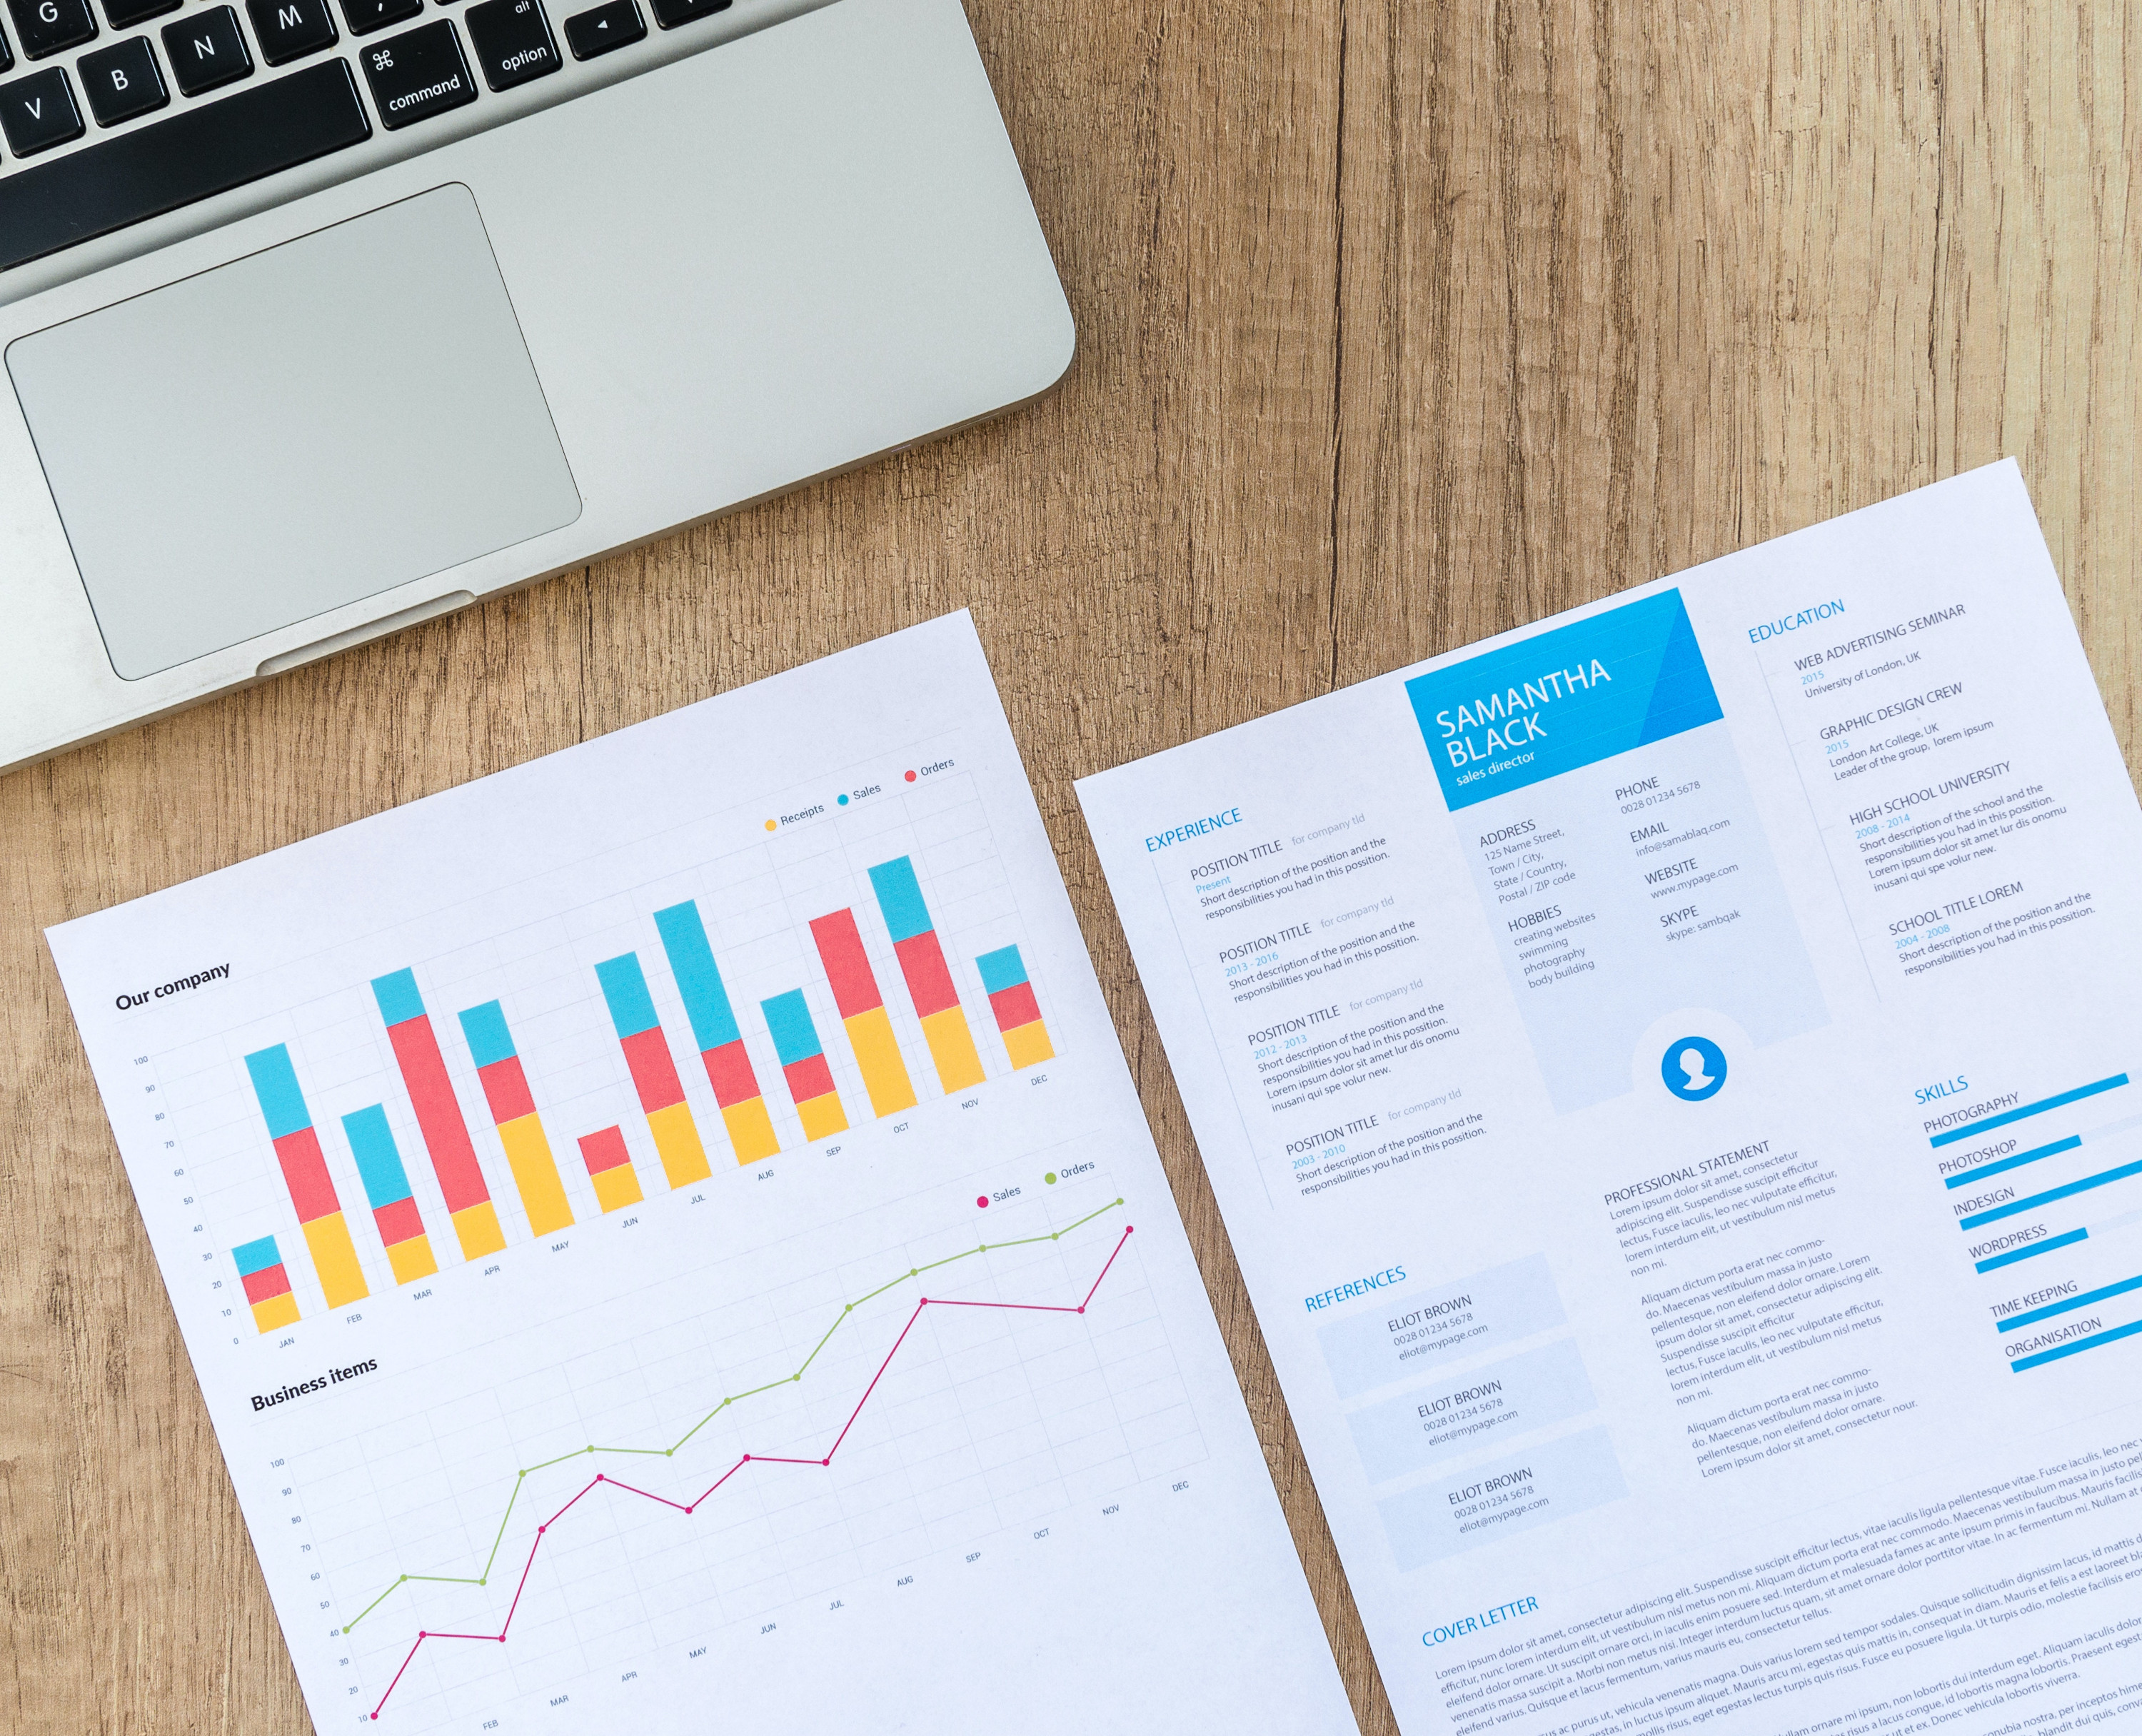 G
V
B
N
M
⌘
command
alt
option
Our company
Receipts
Sales
Orders
100
90
80
70
60
50
40
30
20
10
0
JAN
FEB
MAR
APR
MAY
JUN
JUL
AUG
SEP
OCT
NOV
DEC
Business items
Sales
Orders
100
90
80
70
60
50
40
30
20
10
FEB
MAR
APR
MAY
JUN
JUL
AUG
SEP
OCT
NOV
DEC
SAMANTHA
BLACK
sales director
EXPERIENCE
POSITION TITLE for company tld
Present
Short description of the position and the
responsibilities you had in this possition.
POSITION TITLE for company tld
2013 - 2016
Short description of the position and the
responsibilities you had in this possition.
POSITION TITLE for company tld
2012 - 2013
Short description of the position and the
responsibilities you had in this possition.
Lorem ipsum dolor sit amet lur dis onomu
inusani qui spe volur new.
POSITION TITLE for company tld
2003 - 2010
Short description of the position and the
responsibilities you had in this possition.
ADDRESS
125 Name Street,
Town / City,
State / Country,
Postal / ZIP code
HOBBIES
creating websites
swimming
photography
body building
PHONE
0028 01234 5678
EMAIL
info@samablaq.com
WEBSITE
www.mypage.com
SKYPE
skype: sambqak
EDUCATION
WEB ADVERTISING SEMINAR
2015
University of London, UK
GRAPHIC DESIGN CREW
2015
London Art College, UK
Leader of the group, lorem ipsum
HIGH SCHOOL UNIVERSITY
2008 - 2014
Short description of the school and the
responsibilities you had in this possition.
Lorem ipsum dolor sit amet lur dis onomu
inusani qui spe volur new.
SCHOOL TITLE LOREM
2004 - 2008
Short description of the position and the
responsibilities you had in this possition.
SKILLS
PHOTOGRAPHY
PHOTOSHOP
INDESIGN
WORDPRESS
TIME KEEPING
ORGANISATION
PROFESSIONAL STATEMENT
Lorem ipsum dolor sit amet, consectetur
adipiscing elit. Suspendisse suscipit efficitur
lectus, Fusce iaculis, leo nec vulputate efficitur,
lorem interdum elit, ut vestibulum nisl metus
non mi.
Aliquam dictum porta erat nec commo-
do. Maecenas vestibulum massa in justo
pellentesque, non eleifend dolor ornare. Lorem
ipsum dolor sit amet, consectetur adipiscing elit.
Suspendisse suscipit efficitur
lectus, Fusce iaculis, leo nec vulputate efficitur,
lorem interdum elit, ut vestibulum nisl metus
non mi.
Aliquam dictum porta erat nec commo-
do. Maecenas vestibulum massa in justo
pellentesque, non eleifend dolor ornare.
Lorem ipsum dolor sit amet, consectetur nour.
REFERENCES
ELIOT BROWN
0028 01234 5678
eliot@mypage.com
ELIOT BROWN
0028 01234 5678
eliot@mypage.com
ELIOT BROWN
0028 01234 5678
eliot@mypage.com
COVER LETTER
Lorem ipsum dolor sit amet, consectetur adipiscing elit. Suspendisse suscipit efficitur lectus, vitae iaculis ligula pellentesque vitae. Fusce iaculis, leo nec
efficitur, nunc lorem interdum elit, ut vestibulum nisl metus non mi. Aliquam dictum porta erat nec commodo. Maecenas vestibulum massa in justo
eleifend dolor ornare. Ut suscipit ornare orci, in iaculis enim posuere sed. Interdum et malesuada fames ac ante ipsum primis in faucibus. Mauris
venenatis massa suscipit a. Morbi non metus nisi. Integer interdum luctus quam, sit amet ornare dolor porttitor vitae. In ac fermentum mi. Nullam at
eleifend varius. Quisque et lacus fermentum, varius mauris eu, consectetur tellus.